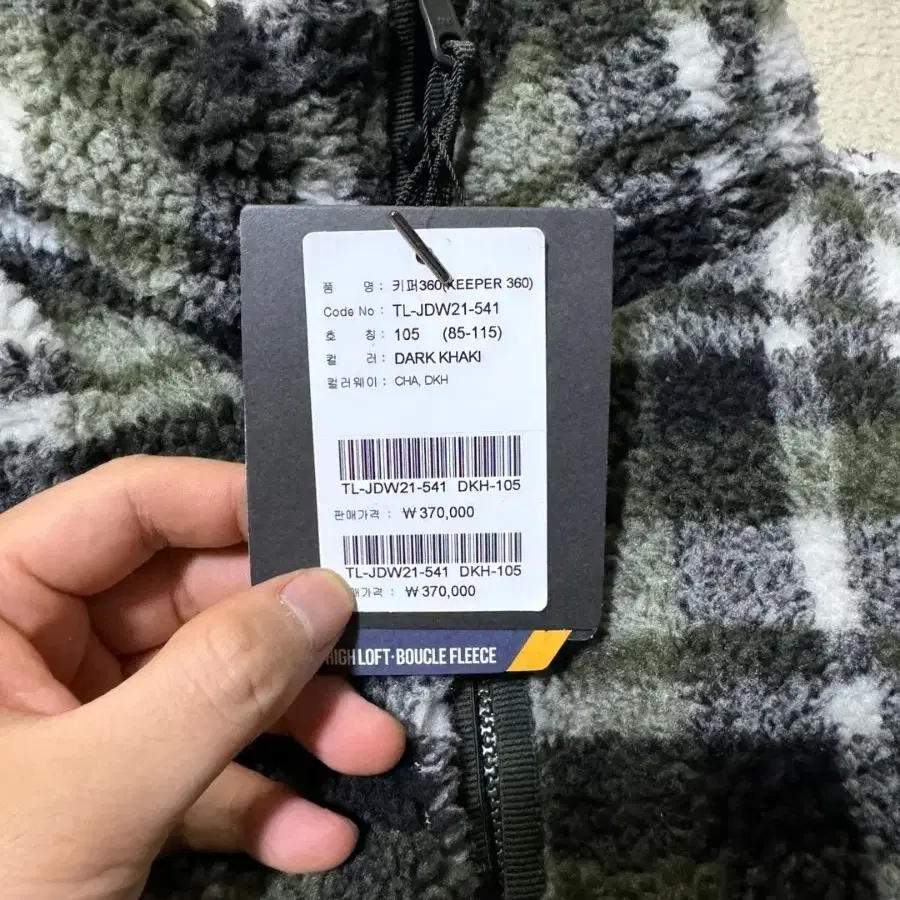 품 명 : 키퍼360(KEEPER 360)
Code No : TL-JDW21-541
호 칭 : 105 (85-115)
컬 러 : DARK KHAKI
컬러웨이 : CHA, DKH
TL-JDW21-541 DKH-105
판매가격 : ₩370,000
TL-JDW21-541 DKH-105
매가격 : ₩370,000
HIGH LOFT·BOUCLE FLEECE